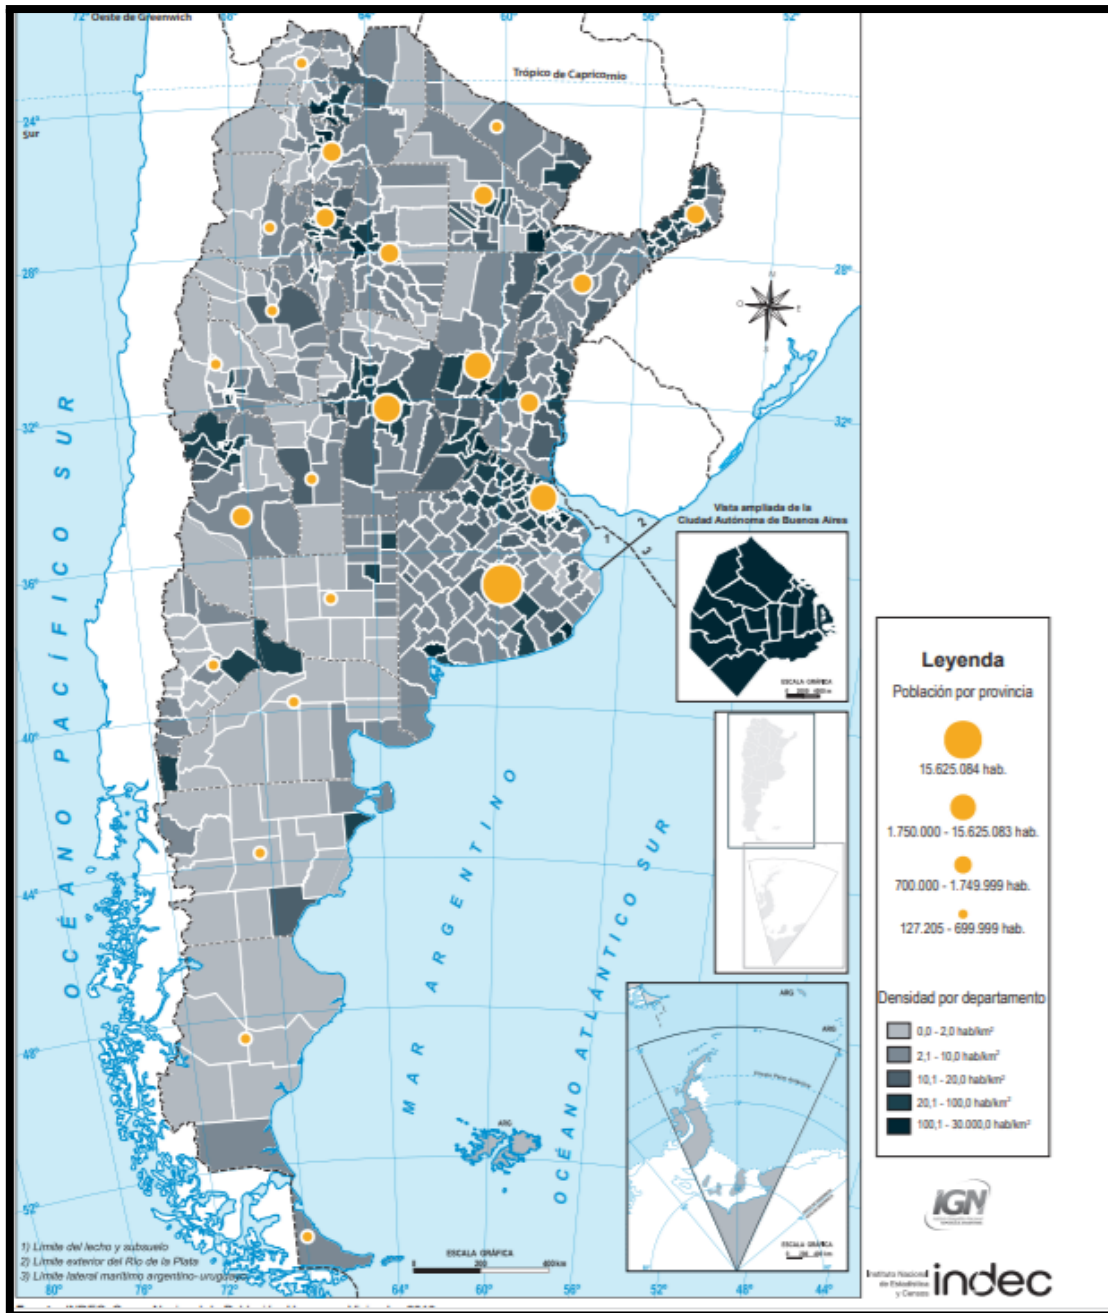 72°
Oeste de Greenwich
68°
64°
60°
56°
52°
Trópico de Capricornio
24°
Sur
28°
28°
N
O
E
32°
32°
OCÉANO PACÍFICO SUR
Vista ampliada de la
Ciudad Autónoma de Buenos Aires
1
2
3
36°
ESCALA GRÁFICA
Leyenda
Población por provincia
15.625.084 hab.
1.750.000 - 15.625.083 hab.
700.000 - 1.749.999 hab.
127.205 - 699.999 hab.
40°
MAR ARGENTINO
OCÉANO ATLÁNTICO SUR
44°
Densidad por departamento
0,0 - 2,0 hab/km²
2,1 - 10,0 hab/km²
10,1 - 20,0 hab/km²
20,1 - 100,0 hab/km²
100,1 - 30.000,0 hab/km²
ARG
ARG
48°
ARG
52°
1) Límite del lecho y subsuelo
2) Límite exterior del Río de la Plata
3) Límite lateral marítimo argentino-uruguayo
ESCALA GRÁFICA
0 200 400 km
ESCALA GRÁFICA
80°
76°
72°
64°
60°
56°
52°
48°
44°
IGN
Instituto Nacional
de Estadística
y Censos
indec